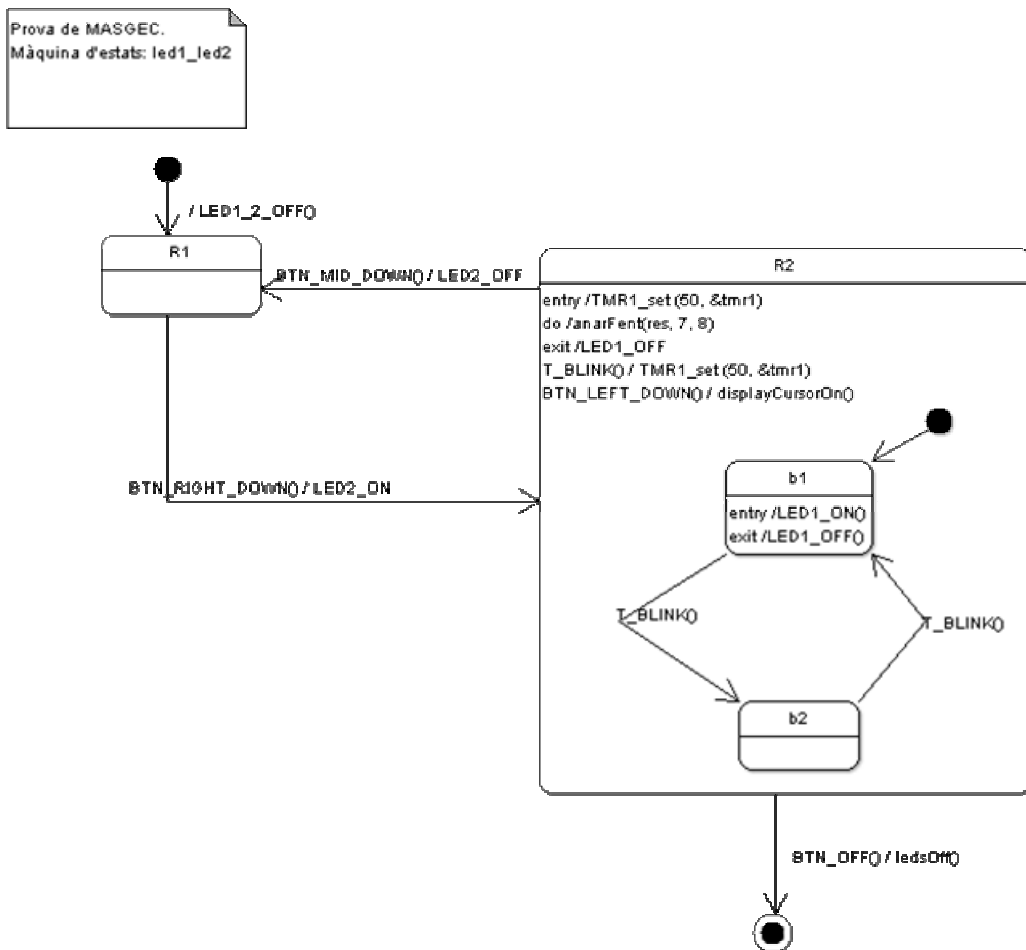 Prova de MASGEC.
Màquina d'estats: led1_led2
/ LED1_2_OFF()
R1
BTN_MID_DOWN() / LED2_OFF
R2
entry /TMR1_set(50, &tmr1)
do /anarFent(res, 7, 8)
exit /LED1_OFF
T_BLINK() / TMR1_set(50, &tmr1)
BTN_LEFT_DOWN() / displayCursorOn()
b1
BTN_RIGHT_DOWN() / LED2_ON
entry /LED1_ON()
exit /LED1_OFF()
T_BLINK()
T_BLINK()
b2
BTN_OFF() / ledsOff()